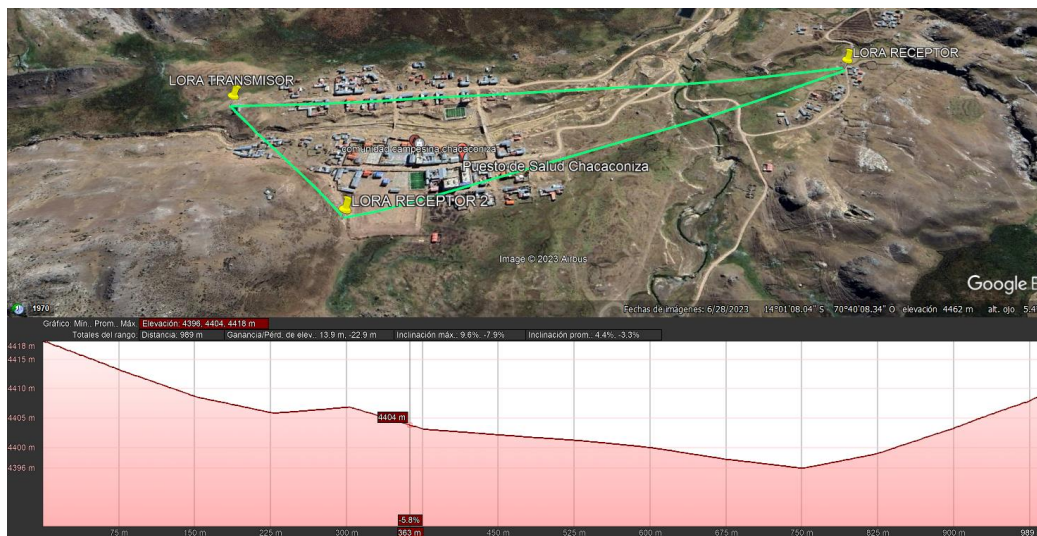 LORA TRANSMISOR
LORA RECEPTOR
comunidad campesina chacaconiza
Puesto de Salud Chacaconiza
LORA RECEPTOR 2
Image © 2023 Airbus
Google E
1970
Fechas de imágenes: 6/28/2023 14°01'08.04" S 70°40'08.34" O elevación 4462 m alt. ojo 5.4
Gráfico: Mín., Prom., Máx. Elevación: 4396, 4404, 4418 m
Totales del rango: Distancia: 989 m Ganancia/Pérd. de elev.: 13.9 m, -22.9 m Inclinación máx.: 9.6%, -7.9% Inclinación prom.: 4.4%, -3.3%
4418 m
4415 m
4410 m
4405 m
4404 m
4400 m
4396 m
-5.8%
75 m 150 m 225 m 300 m 363 m 450 m 525 m 600 m 675 m 750 m 825 m 900 m 989